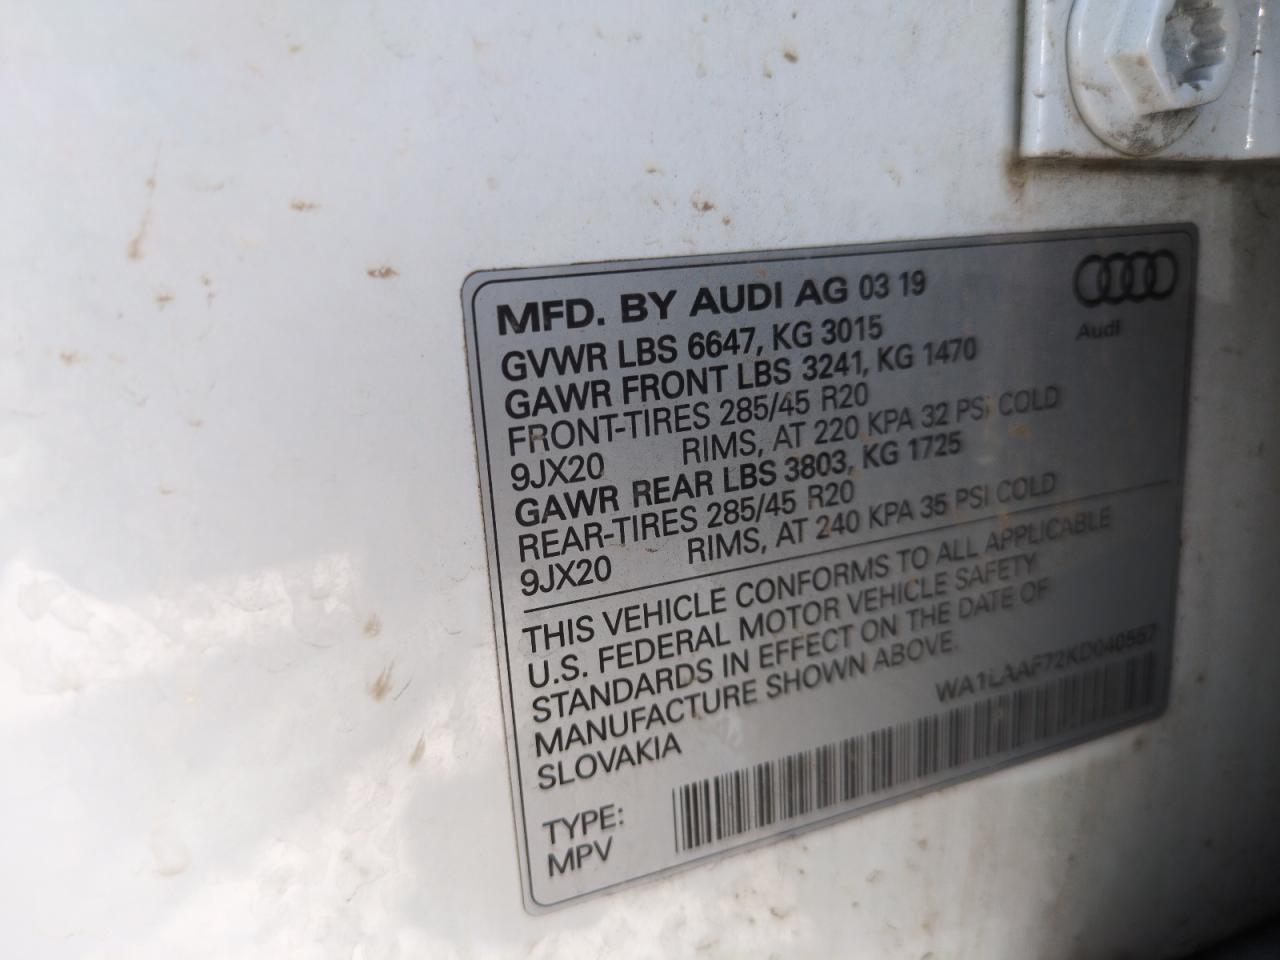 MFD. BY AUDI AG 03 19
Audi
GVWR LBS 6647, KG 3015
GAWR FRONT LBS 3241, KG 1470
FRONT-TIRES 285/45 R20
9JX20 RIMS, AT 220 KPA 32 PSI COLD
GAWR REAR LBS 3803, KG 1725
REAR-TIRES 285/45 R20
9JX20 RIMS, AT 240 KPA 35 PSI COLD
THIS VEHICLE CONFORMS TO ALL APPLICABLE
U.S. FEDERAL MOTOR VEHICLE SAFETY
STANDARDS IN EFFECT ON THE DATE OF
MANUFACTURE SHOWN ABOVE.
SLOVAKIA
WA1LAAF72KD040557
TYPE:
MPV